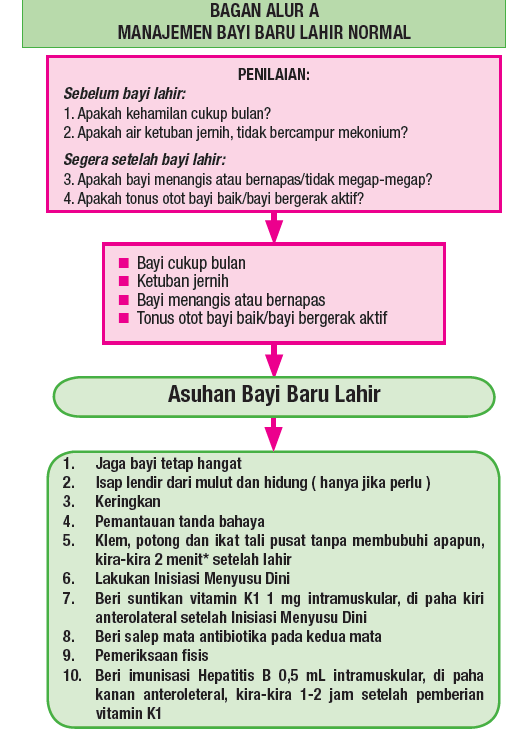 BAGAN ALUR A
MANAJEMEN BAYI BARU LAHIR NORMAL
PENILAIAN:
Sebelum bayi lahir:
1. Apakah kehamilan cukup bulan?
2. Apakah air ketuban jernih, tidak bercampur mekonium?
Segera setelah bayi lahir:
3. Apakah bayi menangis atau bernapas/tidak megap-megap?
4. Apakah tonus otot bayi baik/bayi bergerak aktif?
■ Bayi cukup bulan
■ Ketuban jernih
■ Bayi menangis atau bernapas
■ Tonus otot bayi baik/bayi bergerak aktif
Asuhan Bayi Baru Lahir
1. Jaga bayi tetap hangat
2. Isap lendir dari mulut dan hidung ( hanya jika perlu )
3. Keringkan
4. Pemantauan tanda bahaya
5. Klem, potong dan ikat tali pusat tanpa membubuhi apapun,
kira-kira 2 menit* setelah lahir
6. Lakukan Inisiasi Menyusu Dini
7. Beri suntikan vitamin K1 1 mg intramuskular, di paha kiri
anterolateral setelah Inisiasi Menyusu Dini
8. Beri salep mata antibiotika pada kedua mata
9. Pemeriksaan fisis
10. Beri imunisasi Hepatitis B 0,5 mL intramuskular, di paha
kanan anteroleteral, kira-kira 1-2 jam setelah pemberian
vitamin K1